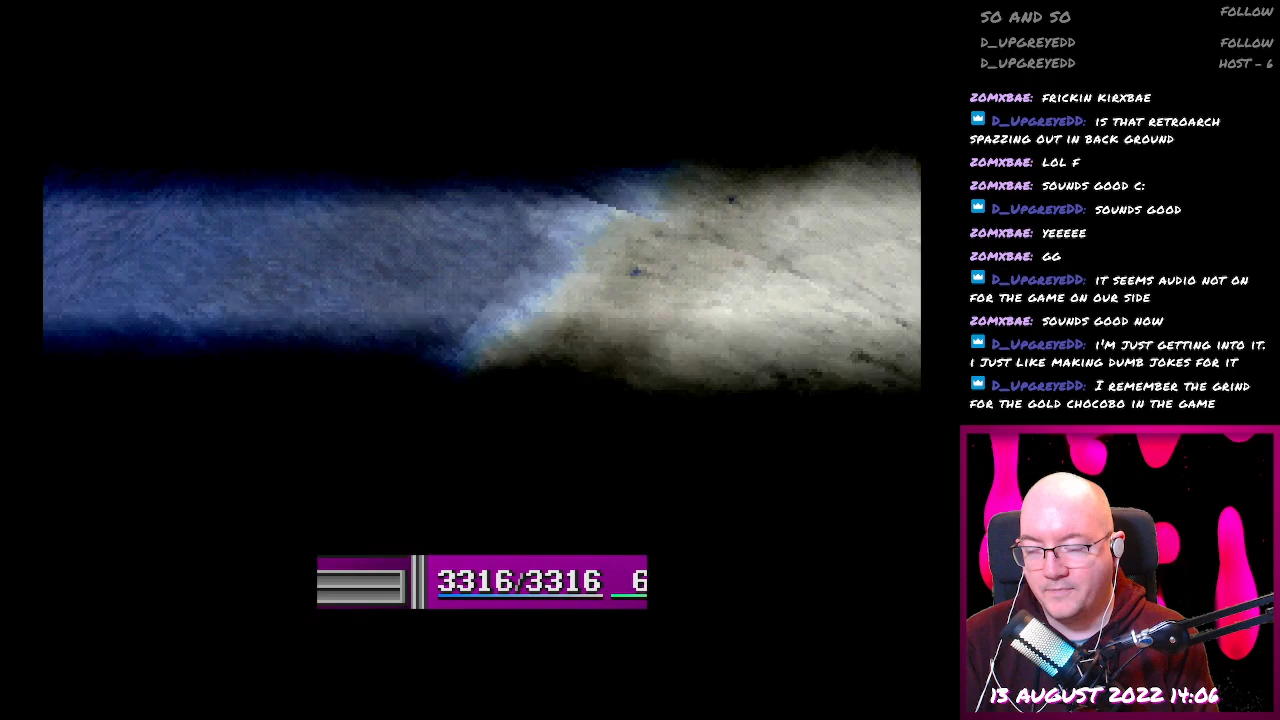 SO AND SO FOLLOW
D_UPGREYEDD FOLLOW
D_UPGREYEDD HOST - 6
ZOMXBAE: FRICKIN KIRXBAE
D_UPGREYEDD: IS THAT RETROARCH
SPAZZING OUT IN BACK GROUND
ZOMXBAE: LOL F
ZOMXBAE: SOUNDS GOOD C:
D_UPGREYEDD: SOUNDS GOOD
ZOMXBAE: YEEEEE
ZOMXBAE: GG
D_UPGREYEDD: IT SEEMS AUDIO NOT ON
FOR THE GAME ON OUR SIDE
ZOMXBAE: SOUNDS GOOD NOW
D_UPGREYEDD: I'M JUST GETTING INTO IT.
I JUST LIKE MAKING DUMB JOKES FOR IT
D_UPGREYEDD: I REMEMBER THE GRIND
FOR THE GOLD CHOCOBO IN THE GAME
3316/3316 6
13 AUGUST 2022 14:06